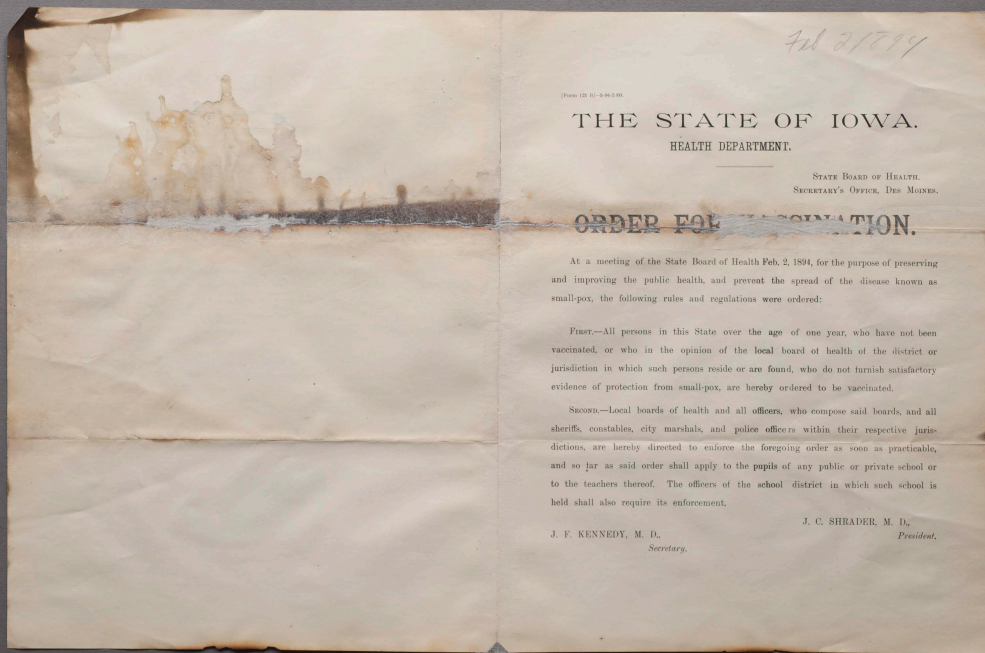 Feb 2 1894
THE STATE OF IOWA.
HEALTH DEPARTMENT.
STATE BOARD OF HEALTH.
SECRETARY'S OFFICE, DES MOINES.
ORDER FOR VACCINATION.
At a meeting of the State Board of Health Feb. 2, 1894, for the purpose of preserving
and improving the public health, and prevent the spread of the disease known as
small-pox, the following rules and regulations were ordered:
FIRST.—All persons in this State over the age of one year, who have not been
vaccinated, or who in the opinion of the local board of health of the district or
jurisdiction in which such persons reside or are found, who do not furnish satisfactory
evidence of protection from small-pox, are hereby ordered to be vaccinated.
SECOND.—Local boards of health and all officers, who compose said boards, and all
sheriffs, constables, city marshals, and police officers within their respective juris-
dictions, are hereby directed to enforce the foregoing order as soon as practicable,
and so far as said order shall apply to the pupils of any public or private school or
to the teachers thereof. The officers of the school district in which such school is
held shall also require its enforcement.
J. C. SHRADER, M. D.,
President.
J. F. KENNEDY, M. D.,
Secretary.